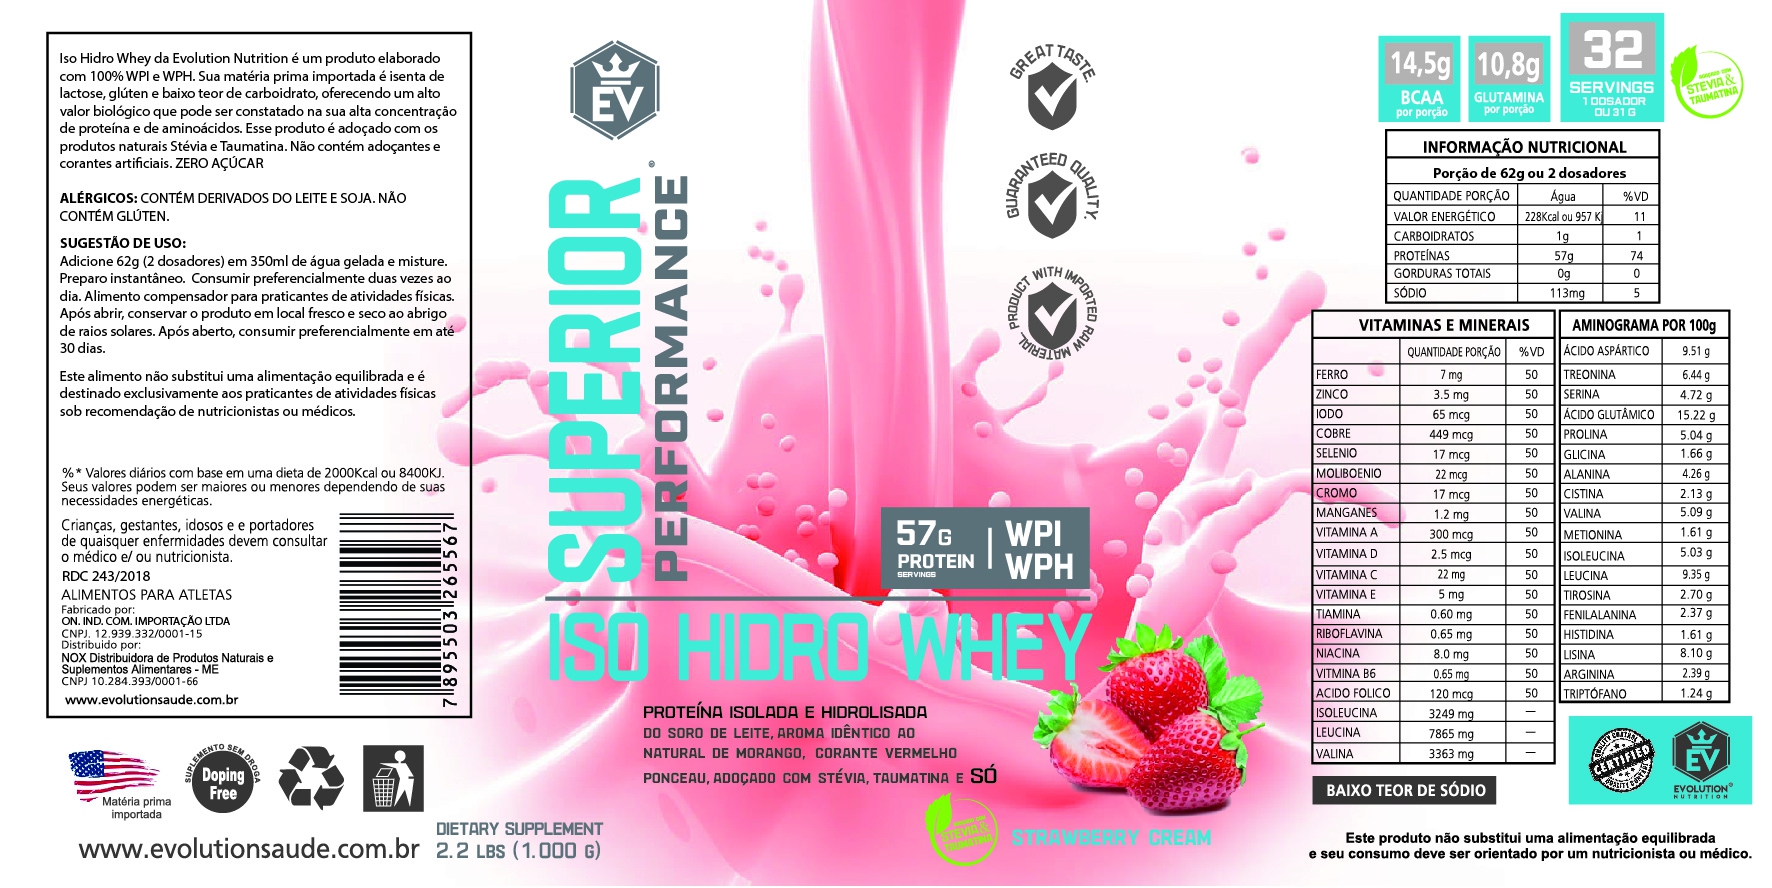 Iso Hidro Whey da Evolution Nutrition é um produto elaborado
com 100% WPI e WPH. Sua matéria prima importada é isenta de
lactose, glúten e baixo teor de carboidrato, oferecendo um alto
valor biológico que pode ser constatado na sua alta concentração
de proteína e de aminoácidos. Esse produto é adoçado com os
produtos naturais Stévia e Taumatina. Não contém adoçantes e
corantes artificiais. ZERO AÇÚCAR
ALÉRGICOS: CONTÉM DERIVADOS DO LEITE E SOJA. NÃO
CONTÉM GLÚTEN.
SUGESTÃO DE USO:
Adicione 62g (2 dosadores) em 350ml de água gelada e misture.
Preparo instantâneo. Consumir preferencialmente duas vezes ao
dia. Alimento compensador para praticantes de atividades físicas.
Após abrir, conservar o produto em local fresco e seco ao abrigo
de raios solares. Após aberto, consumir preferencialmente em até
30 dias.
Este alimento não substitui uma alimentação equilibrada e é
destinado exclusivamente aos praticantes de atividades físicas
sob recomendação de nutricionistas ou médicos.
%* Valores diários com base em uma dieta de 2000Kcal ou 8400KJ.
Seus valores podem ser maiores ou menores dependendo de suas
necessidades energéticas.
Crianças, gestantes, idosos e e portadores
de quaisquer enfermidades devem consultar
o médico e/ ou nutricionista.
RDC 243/2018
ALIMENTOS PARA ATLETAS
Fabricado por:
ON. IND. COM. IMPORTAÇÃO LTDA
CNPJ. 12.939.332/0001-15
Distribuido por:
NOX Distribuidora de Produtos Naturais e
Suplementos Alimentares - ME
CNPJ 10.284.393/0001-66
www.evolutionsaude.com.br
7 895503 265567
Matéria prima
importada
SUPLEMENTO SEM DROGA
Doping
Free
www.evolutionsaude.com.br
DIETARY SUPPLEMENT
2.2 LBS (1.000 G)
EV
SUPERIOR
PERFORMANCE®
GREAT TASTE.
GUARANTEED QUALITY.
PRODUCT WITH IMPORTED RAW MATERIAL.
57G
PROTEIN
SERVINGS
WPI
WPH
ISO HIDRO WHEY
PROTEÍNA ISOLADA E HIDROLISADA
DO SORO DE LEITE, AROMA IDÊNTICO AO
NATURAL DE MORANGO, CORANTE VERMELHO
PONCEAU, ADOÇADO COM STÉVIA, TAUMATINA E SÓ
STEVIA&
TAUMATINA
STRAWBERRY CREAM
14,5g
BCAA
por porção
10,8g
GLUTAMINA
por porção
32
SERVINGS
1 DOSADOR
OU 31 G
STEVIA&
TAUMATINA
INFORMAÇÃO NUTRICIONAL
Porção de 62g ou 2 dosadores
QUANTIDADE PORÇÃO Água %VD
VALOR ENERGÉTICO 228Kcal ou 957 Kj 11
CARBOIDRATOS 1g 1
PROTEÍNAS 57g 74
GORDURAS TOTAIS 0g 0
SÓDIO 113mg 5
VITAMINAS E MINERAIS
QUANTIDADE PORÇÃO %VD
FERRO 7 mg 50
ZINCO 3.5 mg 50
IODO 65 mcg 50
COBRE 449 mcg 50
SELENIO 17 mcg 50
MOLIBOENIO 22 mcg 50
CROMO 17 mcg 50
MANGANES 1.2 mg 50
VITAMINA A 300 mcg 50
VITAMINA D 2.5 mcg 50
VITAMINA C 22 mg 50
VITAMINA E 5 mg 50
TIAMINA 0.60 mg 50
RIBOFLAVINA 0.65 mg 50
NIACINA 8.0 mg 50
VITMINA B6 0.65 mg 50
ACIDO FOLICO 120 mcg 50
ISOLEUCINA 3249 mg —
LEUCINA 7865 mg —
VALINA 3363 mg —
AMINOGRAMA POR 100g
ÁCIDO ASPÁRTICO 9.51 g
TREONINA 6.44 g
SERINA 4.72 g
ÁCIDO GLUTÂMICO 15.22 g
PROLINA 5.04 g
GLICINA 1.66 g
ALANINA 4.26 g
CISTINA 2.13 g
VALINA 5.09 g
METIONINA 1.61 g
ISOLEUCINA 5.03 g
LEUCINA 9.35 g
TIROSINA 2.70 g
FENILALANINA 2.37 g
HISTIDINA 1.61 g
LISINA 8.10 g
ARGININA 2.39 g
TRIPTÓFANO 1.24 g
BAIXO TEOR DE SÓDIO
CERTIFIED
EV
EVOLUTION®
NUTRITION
Este produto não substitui uma alimentação equilibrada
e seu consumo deve ser orientado por um nutricionista ou médico.